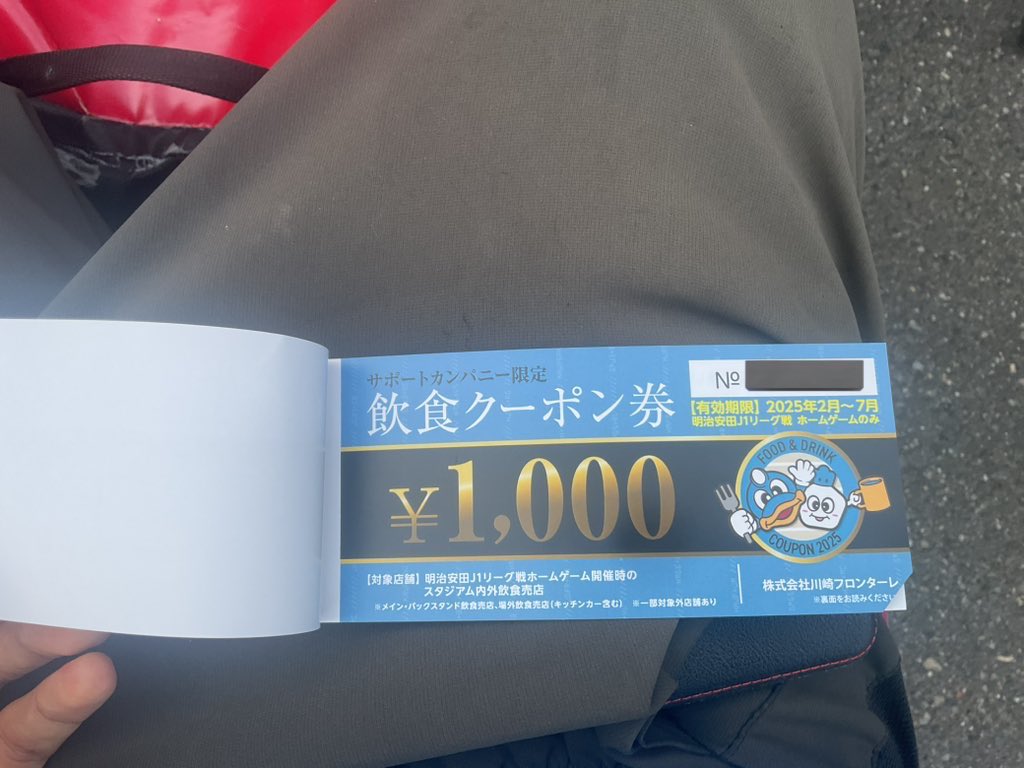 サポートカンパニー限定
飲食クーポン券
№
【有効期限】2025年2月～7月
明治安田J1リーグ戦 ホームゲームのみ
¥1,000
FOOD & DRINK
COUPON 2025
【対象店舗】明治安田J1リーグ戦ホームゲーム開催時の
スタジアム内外飲食売店
※メイン・バックスタンド飲食売店、場外飲食売店（キッチンカー含む） ※一部対象外店舗あり
株式会社川崎フロンターレ
※裏面をお読みください